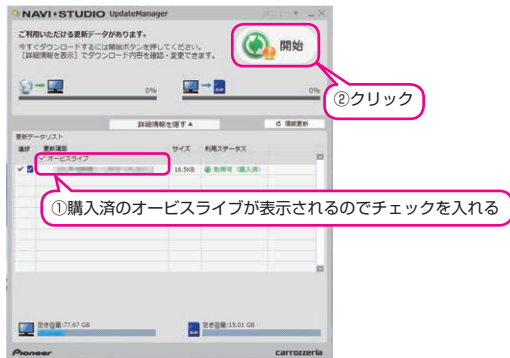 NAVI★STUDIO UpdateManager
メニュー ▼ _ ×
ご利用いただける更新データがあります。
今すぐダウンロードするには開始ボタンを押してください。
[詳細情報を表示]でダウンロード内容を確認・変更できます。
開始
②クリック
0%
0%
詳細情報を隠す▲
情報更新
更新データリスト
選択 更新項目 サイズ 利用ステータス
オービスライブ
16.5KB 取得可(購入済)
①購入済のオービスライブが表示されるのでチェックを入れる
空き容量:77.67 GB
空き容量:15.01 GB
Pioneer
carrozzeria